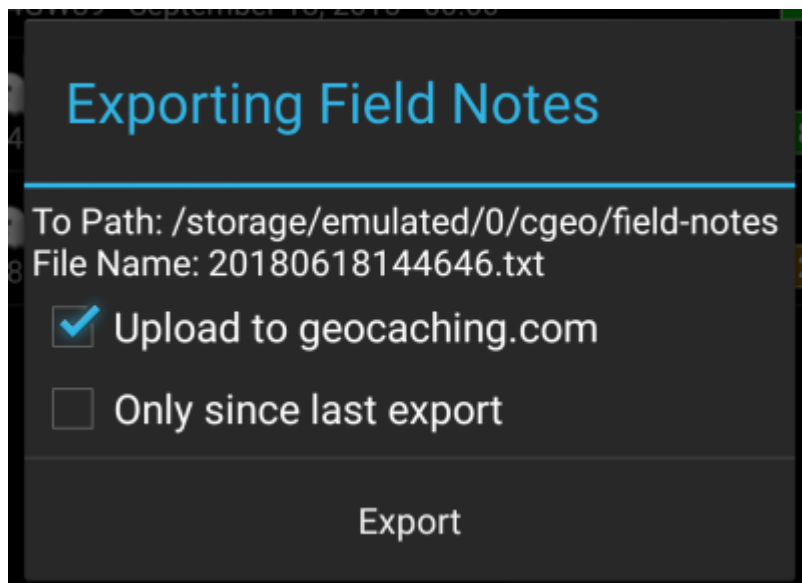 Exporting Field Notes
To Path: /storage/emulated/0/cgeo/field-notes
File Name: 20180618144646.txt
Upload to geocaching.com
Only since last export
Export